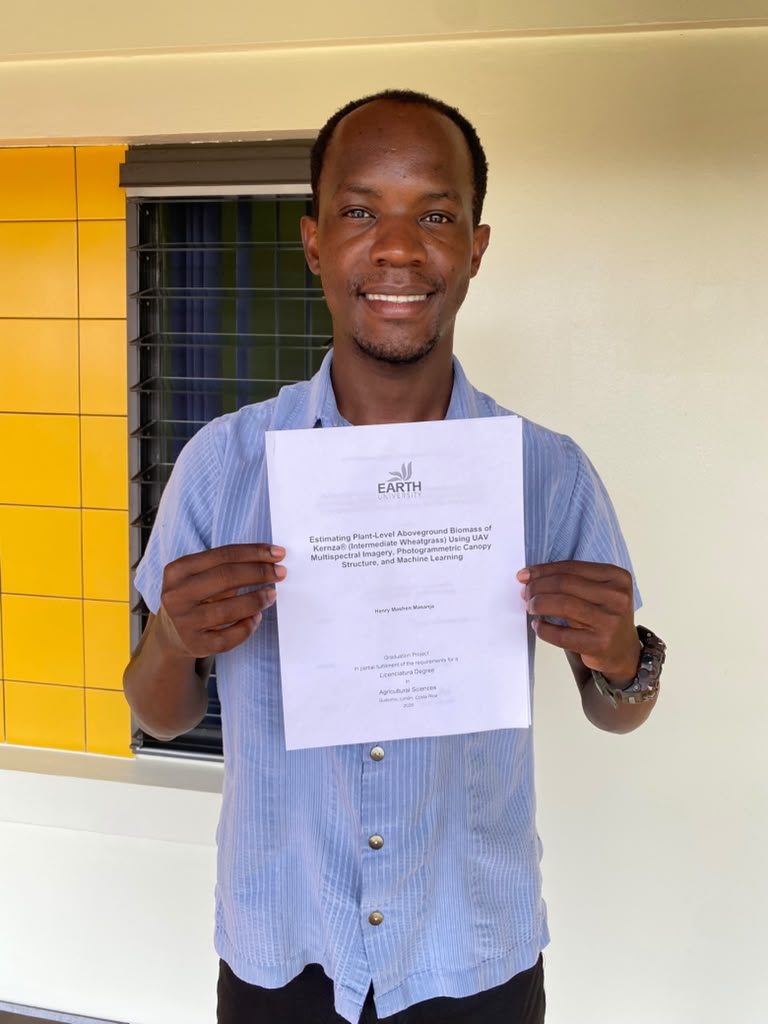 EARTH
UNIVERSITY
Estimating Plant-Level Aboveground Biomass of
Kernza® (Intermediate Wheatgrass) Using UAV
Multispectral Imagery, Photogrammetric Canopy
Structure, and Machine Learning
Henry Mashen Masanja
Graduation Project
in partial fulfillment of the requirements for a
Licenciatura Degree
in
Agricultural Sciences
Guácimo, Limón, Costa Rica
2026